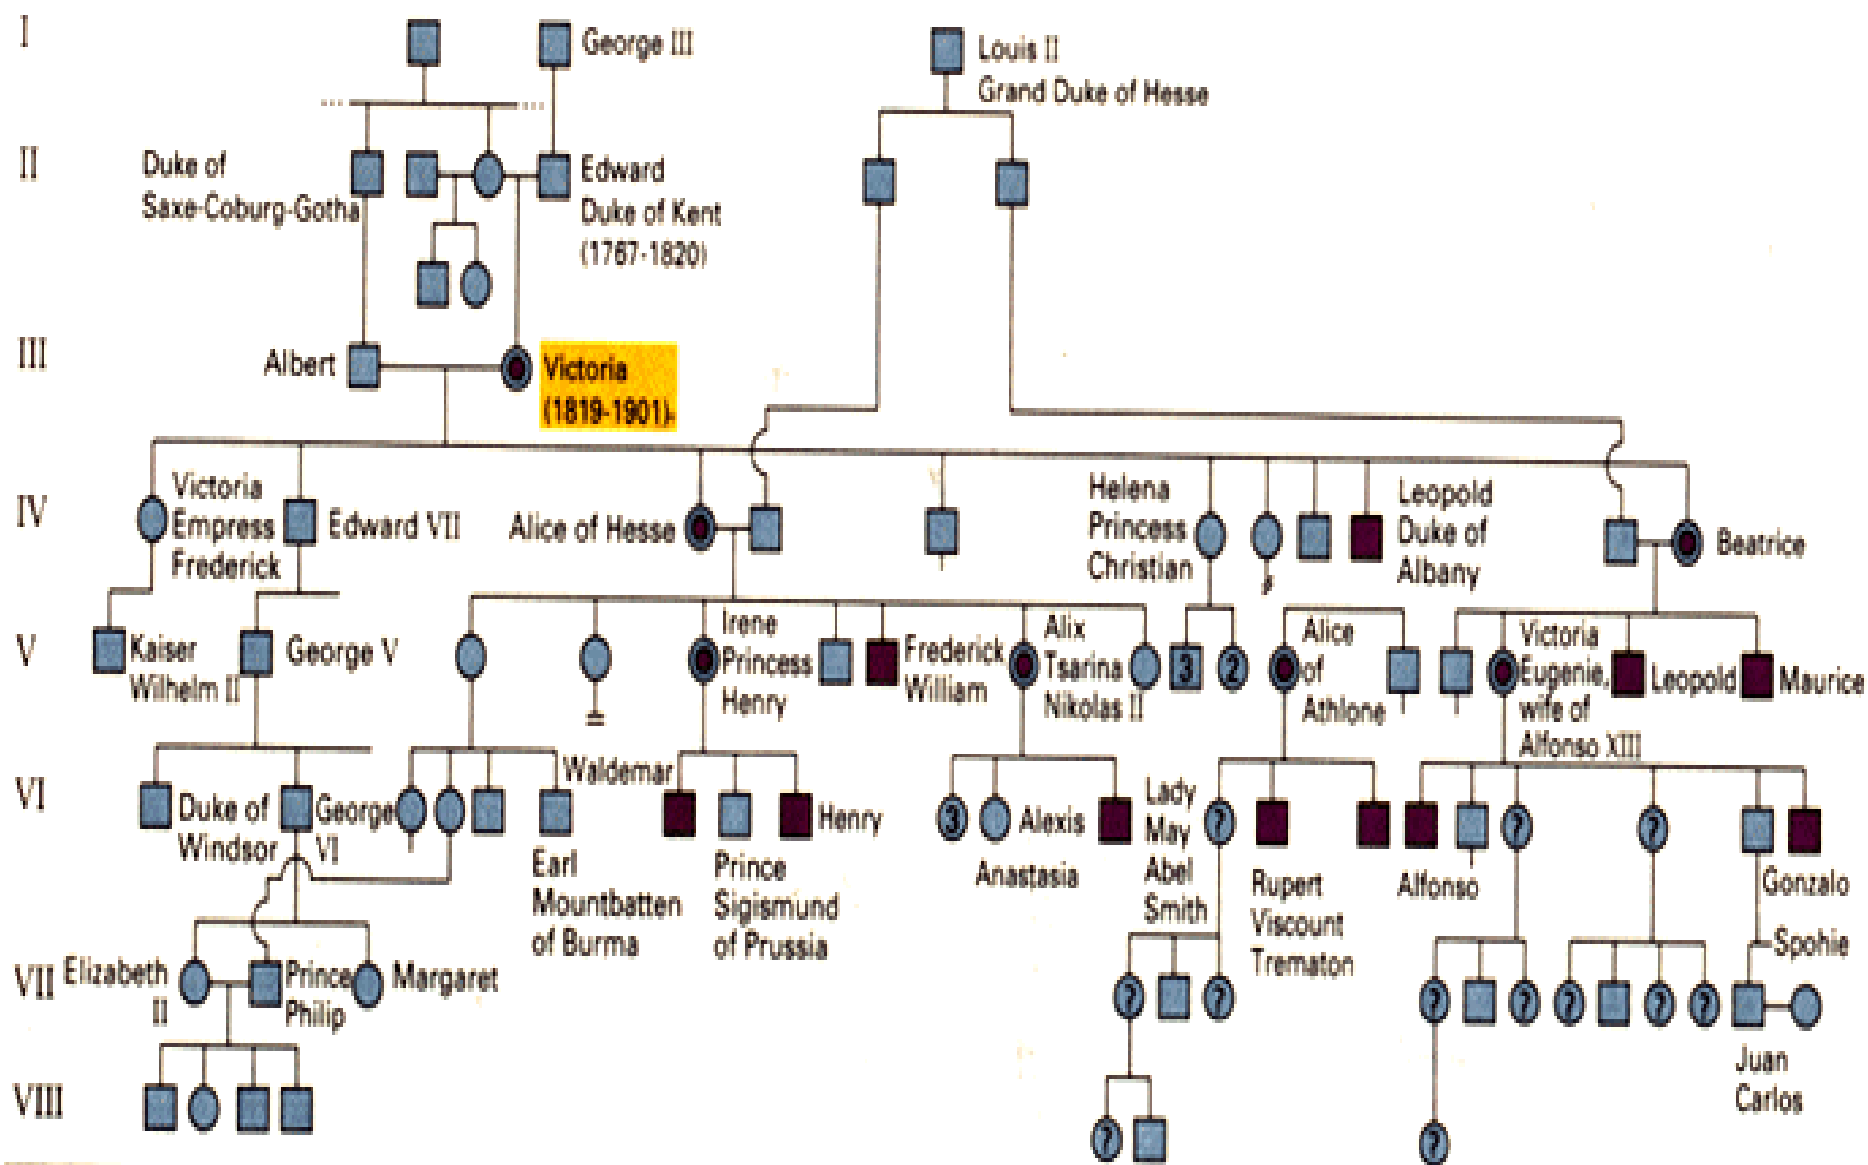 I
George III
Louis II
Grand Duke of Hesse
II
Duke of
Saxe-Coburg-Gotha
Edward
Duke of Kent
(1767-1820)
III
Albert
Victoria
(1819-1901)
IV
Victoria
Empress
Frederick
Edward VII
Alice of Hesse
Helena
Princess
Christian
Leopold
Duke of
Albany
Beatrice
V
Kaiser
Wilhelm II
George V
Irene
Princess
Henry
Frederick
William
Alix
Tsarina
Nikolas II
3
2
Alice
of
Athlone
Victoria
Eugenie,
wife of
Alfonso XIII
Leopold
Maurice
VI
Duke of
Windsor
George
VI
Earl
Mountbatten
of Burma
Waldemar
Prince
Sigismund
of Prussia
Henry
3
Anastasia
Alexis
Lady
May
Abel
Smith
?
Rupert
Viscount
Trematon
Alfonso
?
?
Gonzalo
Spohie
VII
Elizabeth
II
Prince
Philip
Margaret
?
?
?
?
?
?
?
Juan
Carlos
VIII
?
?